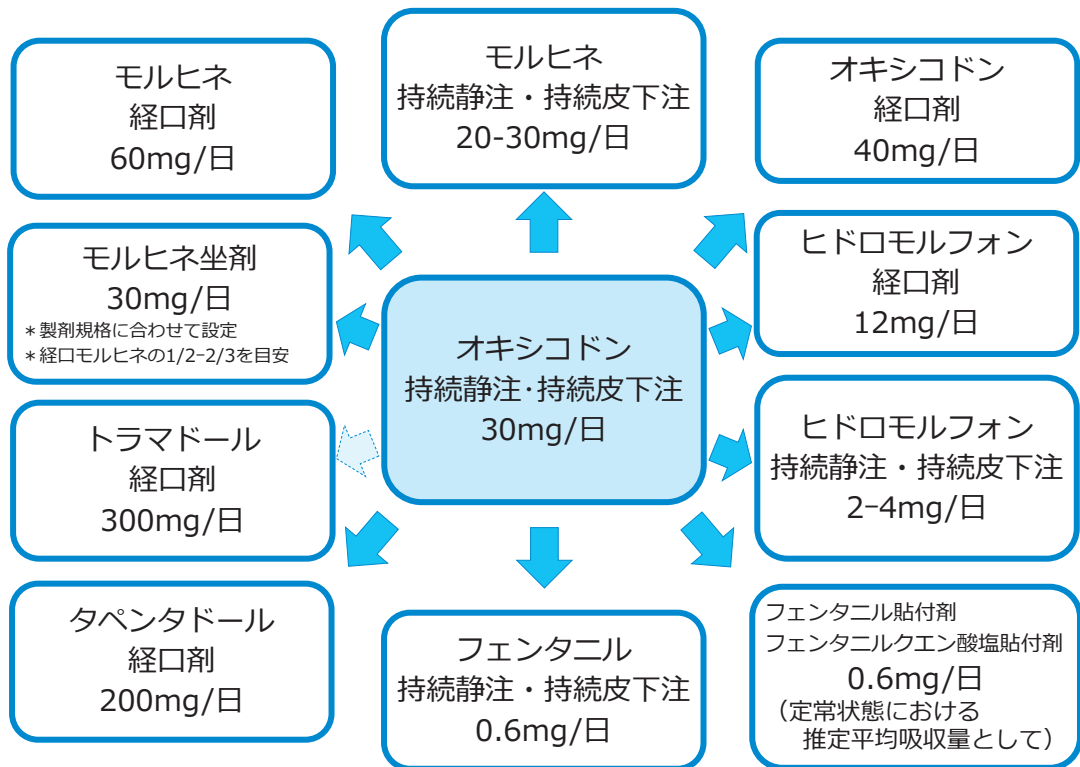 モルヒネ
経口剤
60mg/日
モルヒネ
持続静注・持続皮下注
20-30mg/日
オキシコドン
経口剤
40mg/日
モルヒネ坐剤
30mg/日
＊製剤規格に合わせて設定
＊経口モルヒネの1/2−2/3を目安
オキシコドン
持続静注･持続皮下注
30mg/日
ヒドロモルフォン
経口剤
12mg/日
トラマドール
経口剤
300mg/日
ヒドロモルフォン
持続静注・持続皮下注
2−4mg/日
タペンタドール
経口剤
200mg/日
フェンタニル
持続静注・持続皮下注
0.6mg/日
フェンタニル貼付剤
フェンタニルクエン酸塩貼付剤
0.6mg/日
（定常状態における
推定平均吸収量として）